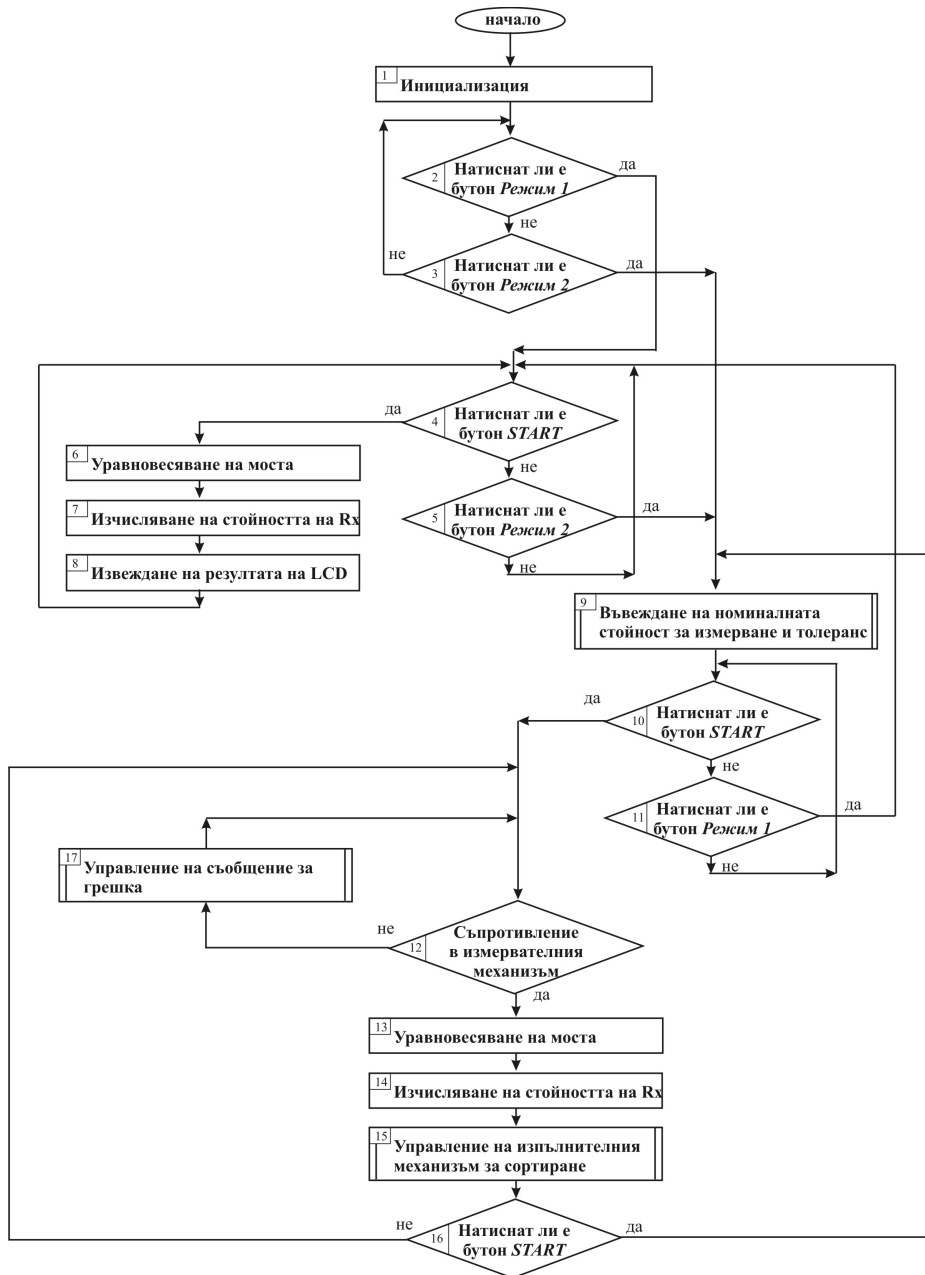 начало
1
Инициализация
да
2
Натиснат ли е
бутон Режим 1
не
не
да
3
Натиснат ли е
бутон Режим 2
да
4
Натиснат ли е
бутон START
6
Уравновесяване на моста
не
7
Изчисляване на стойността на Rx
5
Натиснат ли е
бутон Режим 2
да
8
Извеждане на резултата на LCD
не
9
Въвеждане на номиналната
стойност за измерване и толеранс
да
10
Натиснат ли е
бутон START
не
11
Натиснат ли е
бутон Режим 1
да
17
Управление на съобщение за
грешка
не
не
12
Съпротивление
в измервателния
механизъм
да
13
Уравновесяване на моста
14
Изчисляване на стойността на Rx
15
Управление на изпълнителния
механизъм за сортиране
не
16
Натиснат ли е
бутон START
да